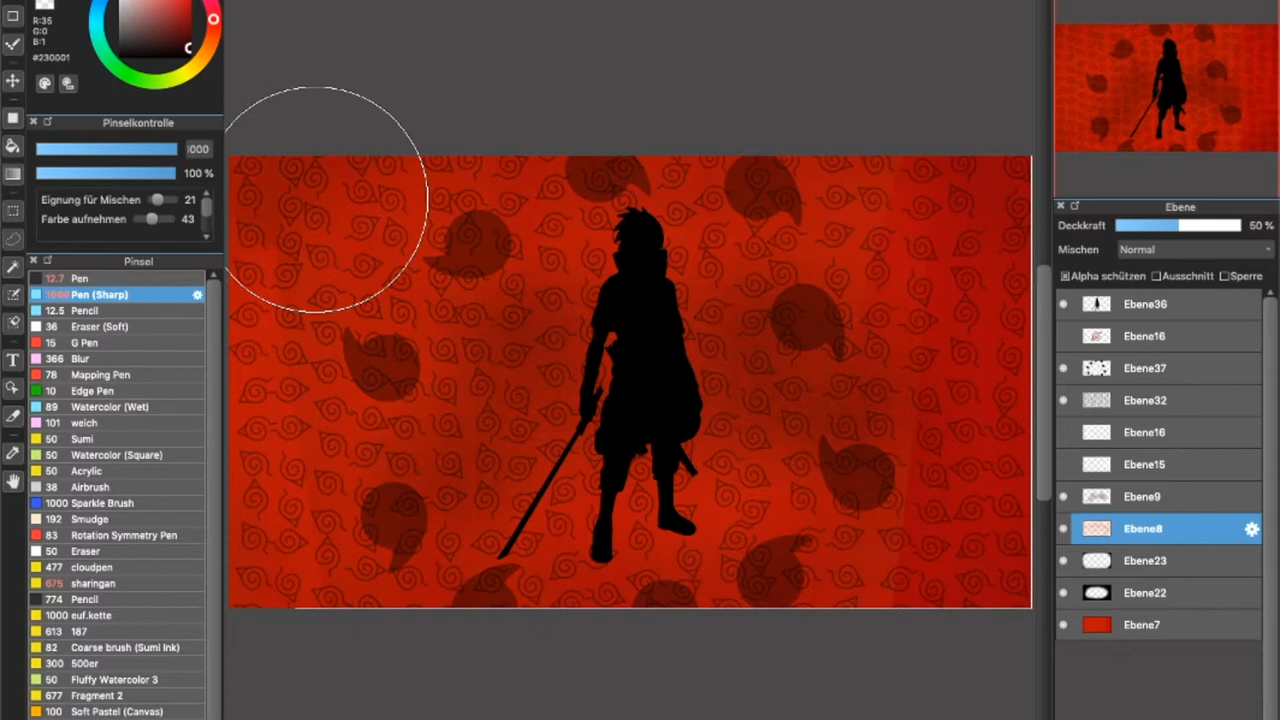 R:35
G:0
B:1
#230001
Pinselkontrolle
100 %
Eignung für Mischen 21
Farbe aufnehmen 43
Pinsel
12.7 Pen
1000 Pen (Sharp)
12.5 Pencil
36 Eraser (Soft)
15 G Pen
366 Blur
78 Mapping Pen
10 Edge Pen
89 Watercolor (Wet)
101 weich
50 Sumi
50 Watercolor (Square)
50 Acrylic
38 Airbrush
1000 Sparkle Brush
192 Smudge
83 Rotation Symmetry Pen
50 Eraser
477 cloudpen
675 sharingan
774 Pencil
1000 euf.kette
613 187
82 Coarse brush (Sumi Ink)
300 500er
50 Fluffy Watercolor 3
677 Fragment 2
100 Soft Pastel (Canvas)
Ebene
Deckkraft 50 %
Mischen Normal
Alpha schützen Ausschnitt Sperre
Ebene36
Ebene16
Ebene37
Ebene32
Ebene16
Ebene15
Ebene9
Ebene8
Ebene23
Ebene22
Ebene7